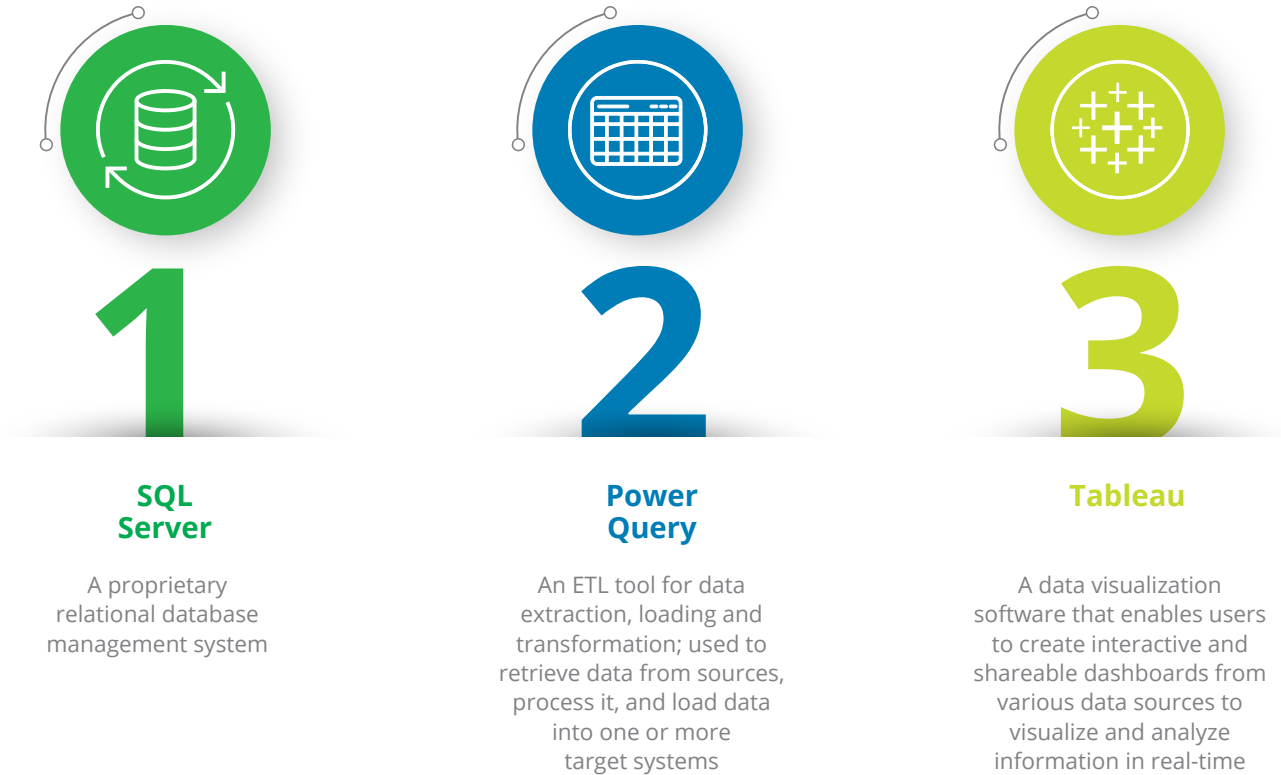 1
SQL
Server
A proprietary
relational database
management system
2
Power
Query
An ETL tool for data
extraction, loading and
transformation; used to
retrieve data from sources,
process it, and load data
into one or more
target systems
3
Tableau
A data visualization
software that enables users
to create interactive and
shareable dashboards from
various data sources to
visualize and analyze
information in real-time